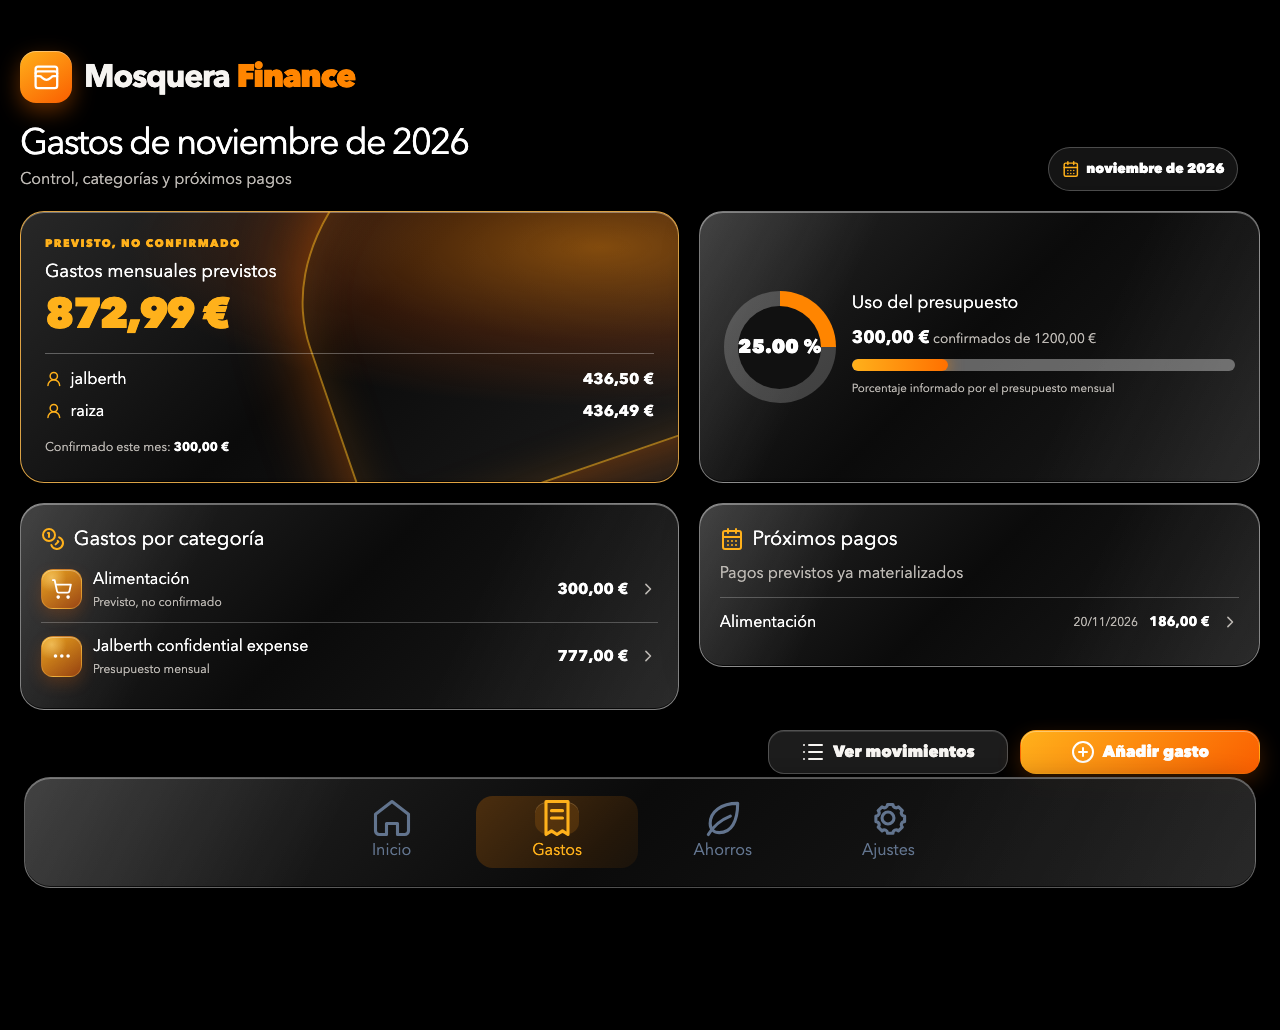 Mosquera Finance
Gastos de noviembre de 2026
Control, categorías y próximos pagos
noviembre de 2026
PREVISTO, NO CONFIRMADO
Gastos mensuales previstos
872,99 €
jalberth 436,50 €
raiza 436,49 €
Confirmado este mes: 300,00 €
25.00 %
Uso del presupuesto
300,00 € confirmados de 1200,00 €
Porcentaje informado por el presupuesto mensual
Gastos por categoría
Alimentación
Previsto, no confirmado
300,00 €
Jalberth confidential expense
Presupuesto mensual
777,00 €
Próximos pagos
Pagos previstos ya materializados
Alimentación 20/11/2026 186,00 €
Ver movimientos
Añadir gasto
Inicio
Gastos
Ahorros
Ajustes